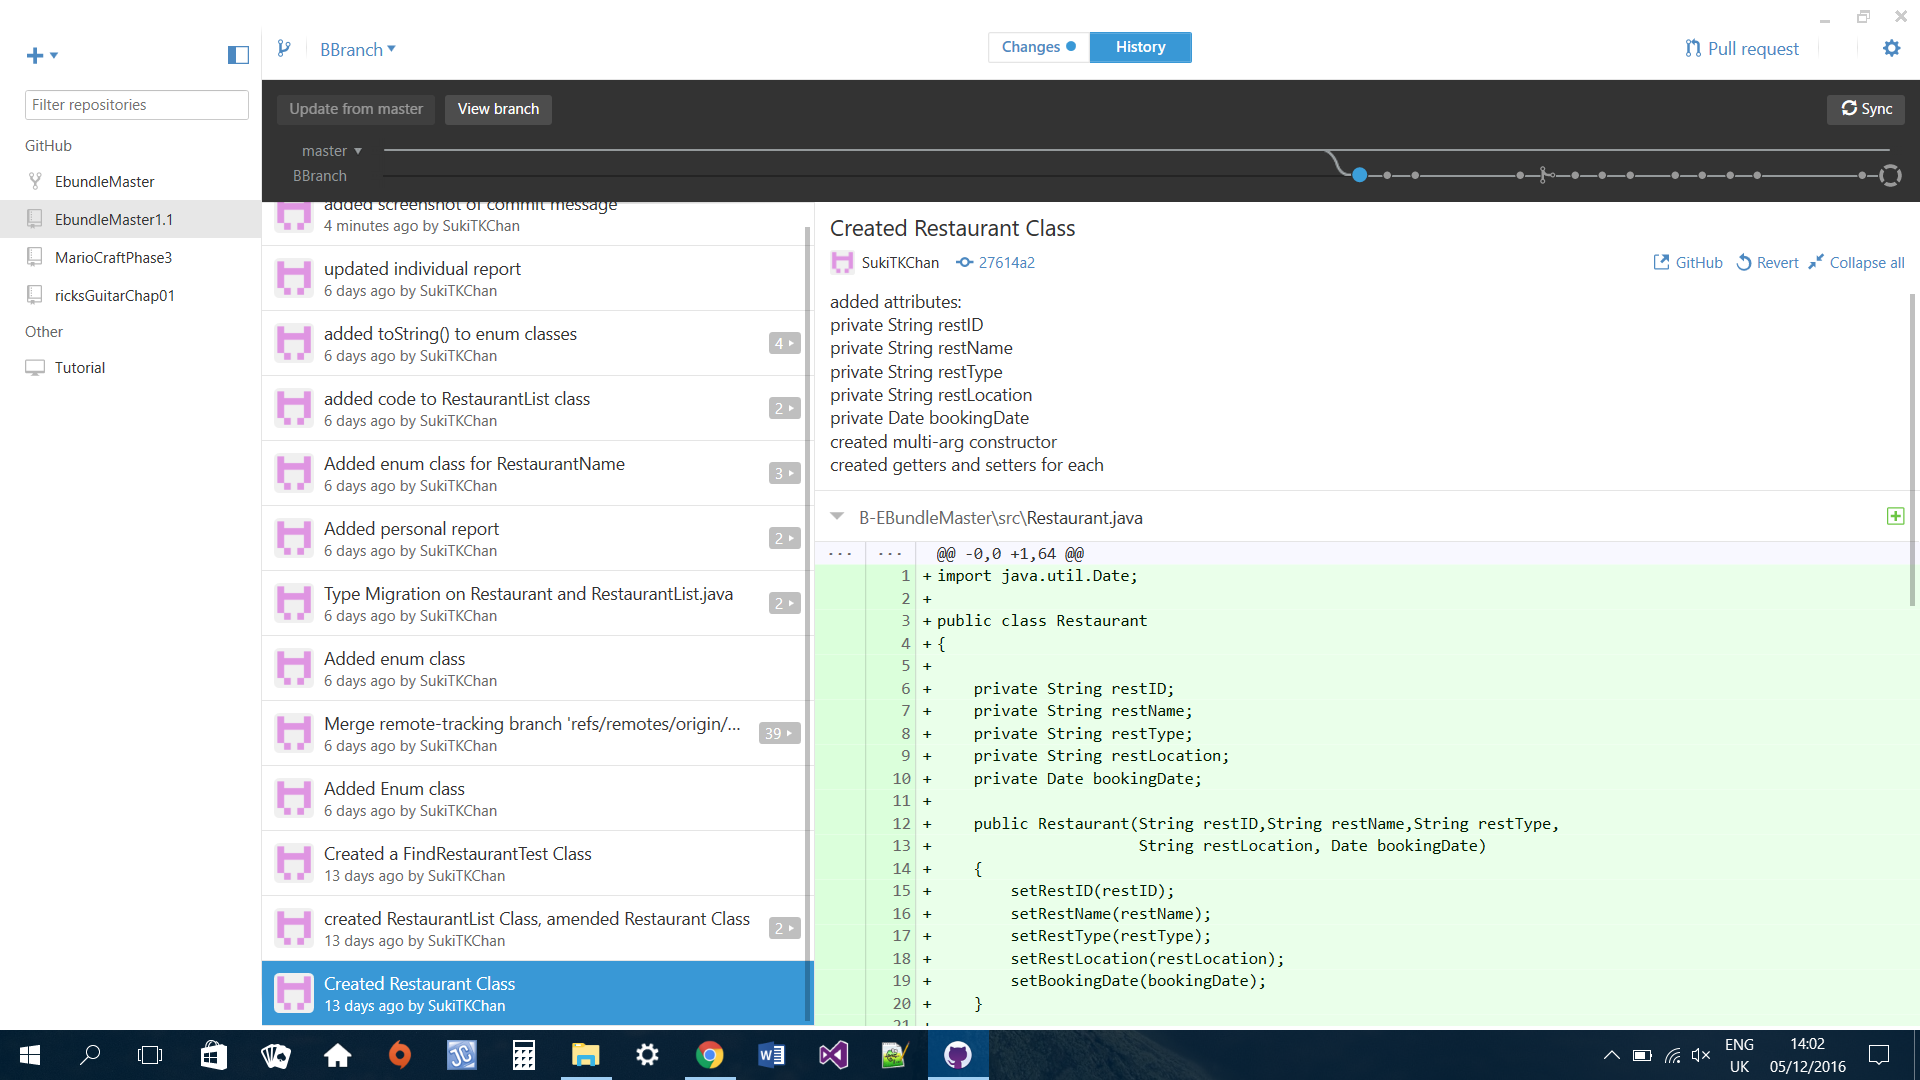 BBranch
Changes
History
Pull request
Filter repositories
GitHub
EbundleMaster
EbundleMaster1.1
MarioCraftPhase3
ricksGuitarChap01
Other
Tutorial
Update from master
View branch
Sync
master
BBranch
added screenshot of commit message
4 minutes ago by SukiTKChan
updated individual report
6 days ago by SukiTKChan
added toString() to enum classes
6 days ago by SukiTKChan
4
added code to RestaurantList class
6 days ago by SukiTKChan
2
Added enum class for RestaurantName
6 days ago by SukiTKChan
3
Added personal report
6 days ago by SukiTKChan
2
Type Migration on Restaurant and RestaurantList.java
6 days ago by SukiTKChan
2
Added enum class
6 days ago by SukiTKChan
Merge remote-tracking branch 'refs/remotes/origin/...
6 days ago by SukiTKChan
39
Added Enum class
6 days ago by SukiTKChan
Created a FindRestaurantTest Class
13 days ago by SukiTKChan
created RestaurantList Class, amended Restaurant Class
13 days ago by SukiTKChan
2
Created Restaurant Class
13 days ago by SukiTKChan
Created Restaurant Class
SukiTKChan 27614a2
GitHub Revert Collapse all
added attributes:
private String restID
private String restName
private String restType
private String restLocation
private Date bookingDate
created multi-arg constructor
created getters and setters for each
B-EBundleMaster\src\Restaurant.java
... ... @@ -0,0 +1,64 @@
1 +import java.util.Date;
2 +
3 +public class Restaurant
4 +{
5 +
6 +    private String restID;
7 +    private String restName;
8 +    private String restType;
9 +    private String restLocation;
10 +    private Date bookingDate;
11 +
12 +    public Restaurant(String restID,String restName,String restType,
13 +                      String restLocation, Date bookingDate)
14 +    {
15 +        setRestID(restID);
16 +        setRestName(restName);
17 +        setRestType(restType);
18 +        setRestLocation(restLocation);
19 +        setBookingDate(bookingDate);
20 +    }
21 +
JC
ENG
UK
14:02
05/12/2016